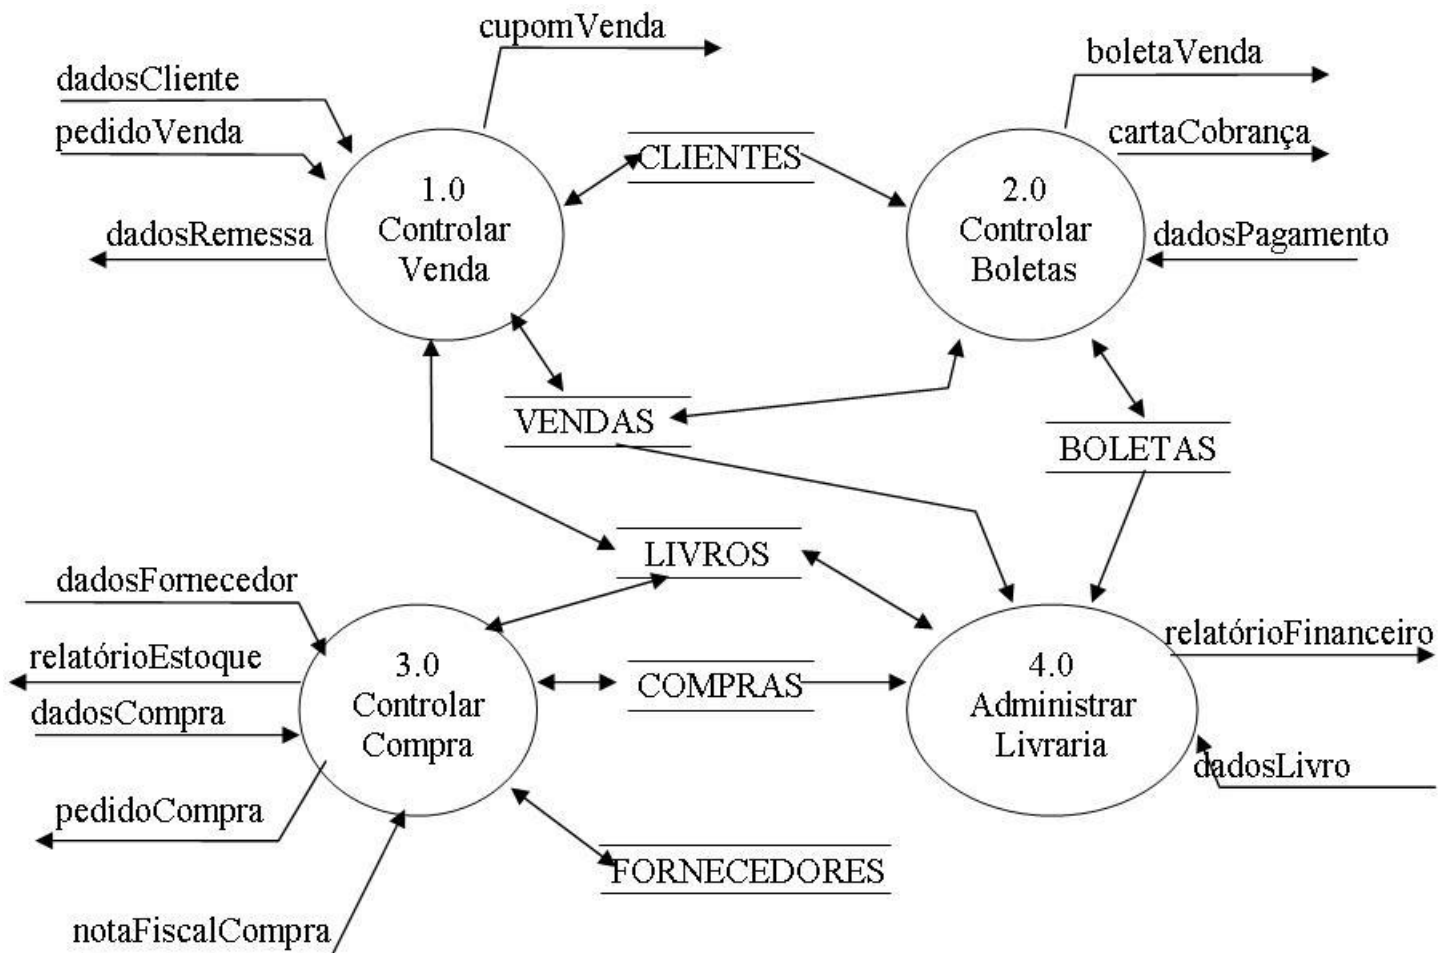 cupomVenda
boletaVenda
dadosCliente
pedidoVenda
cartaCobrança
CLIENTES
1.0
Controlar
Venda
2.0
Controlar
Boletas
dadosRemessa
dadosPagamento
VENDAS
BOLETAS
LIVROS
dadosFornecedor
relatórioEstoque
relatórioFinanceiro
3.0
Controlar
Compra
COMPRAS
4.0
Administrar
Livraria
dadosCompra
dadosLivro
pedidoCompra
FORNECEDORES
notaFiscalCompra